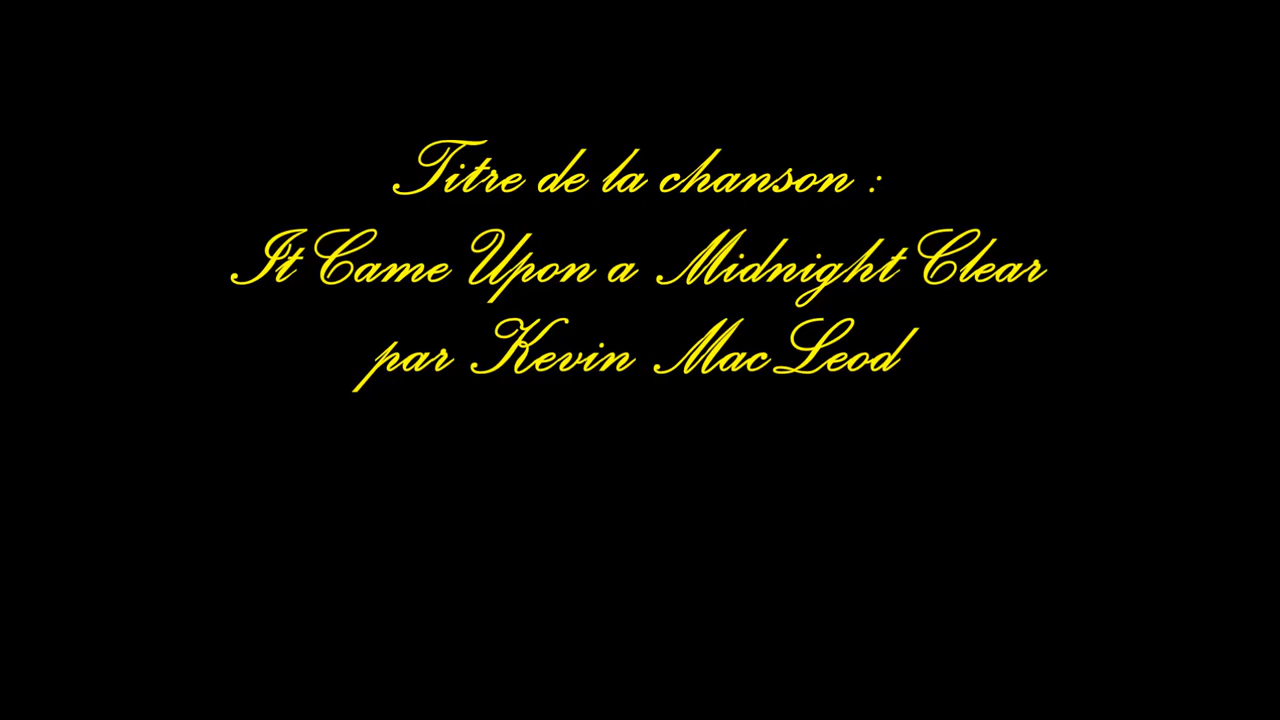 Titre de la chanson :
It Came Upon a Midnight Clear
par Kevin MacLeod